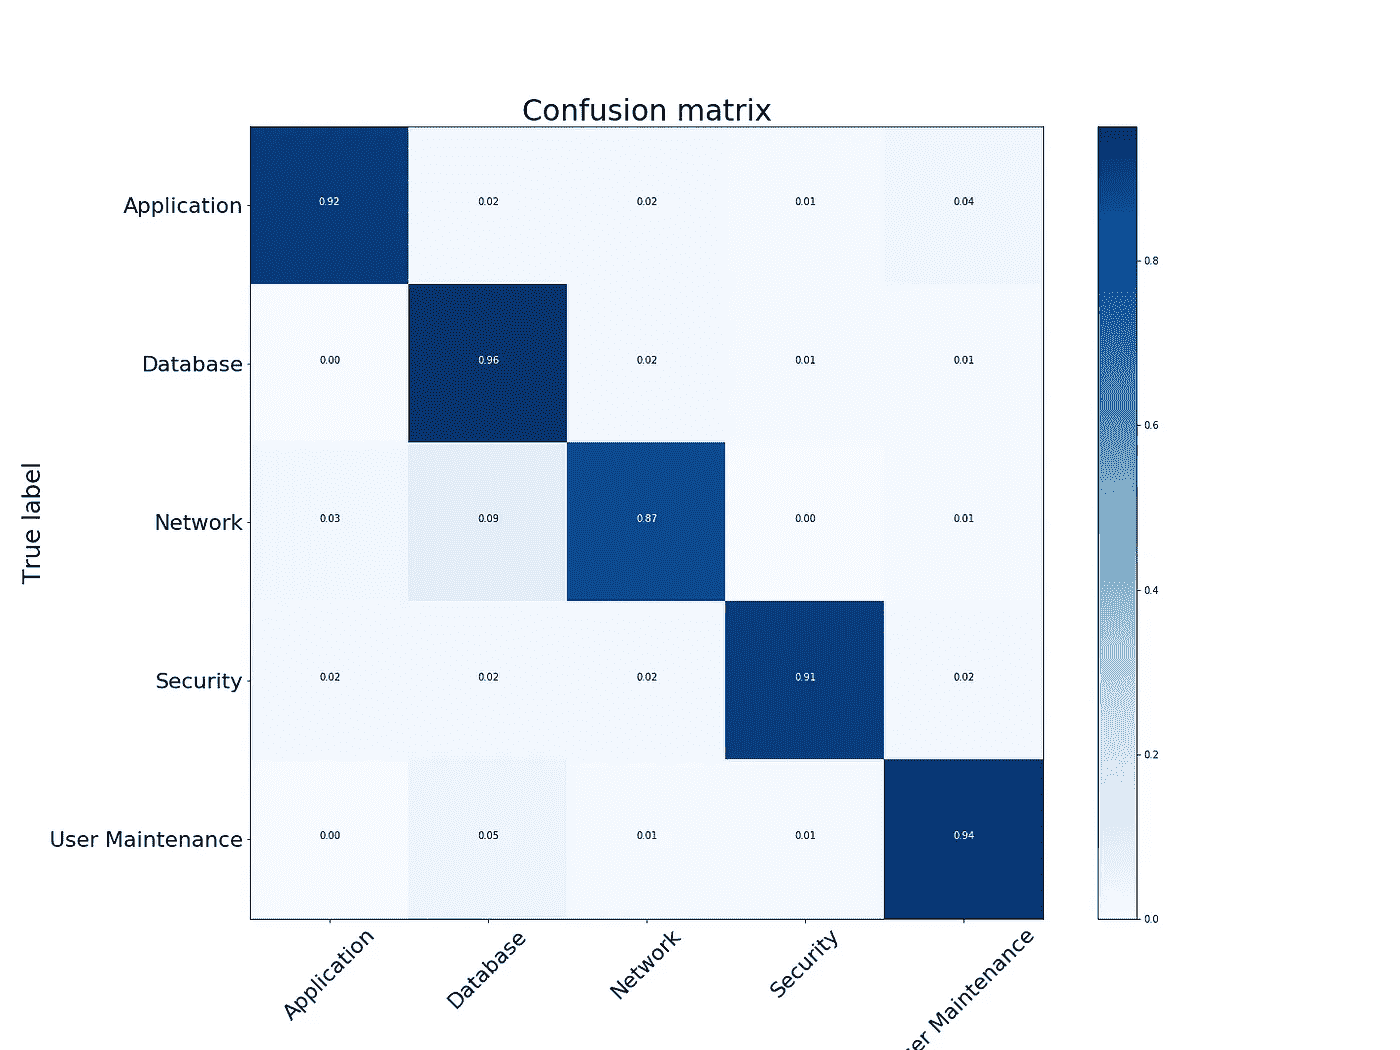 Confusion matrix
Application 0.92 0.02 0.02 0.01 0.04
0.8
Database 0.00 0.96 0.02 0.01 0.01
0.6
True label
Network 0.03 0.09 0.87 0.00 0.01
0.4
Security 0.02 0.02 0.02 0.91 0.02
0.2
User Maintenance 0.00 0.05 0.01 0.01 0.94
0.0
Application Database Network Security er Maintenance